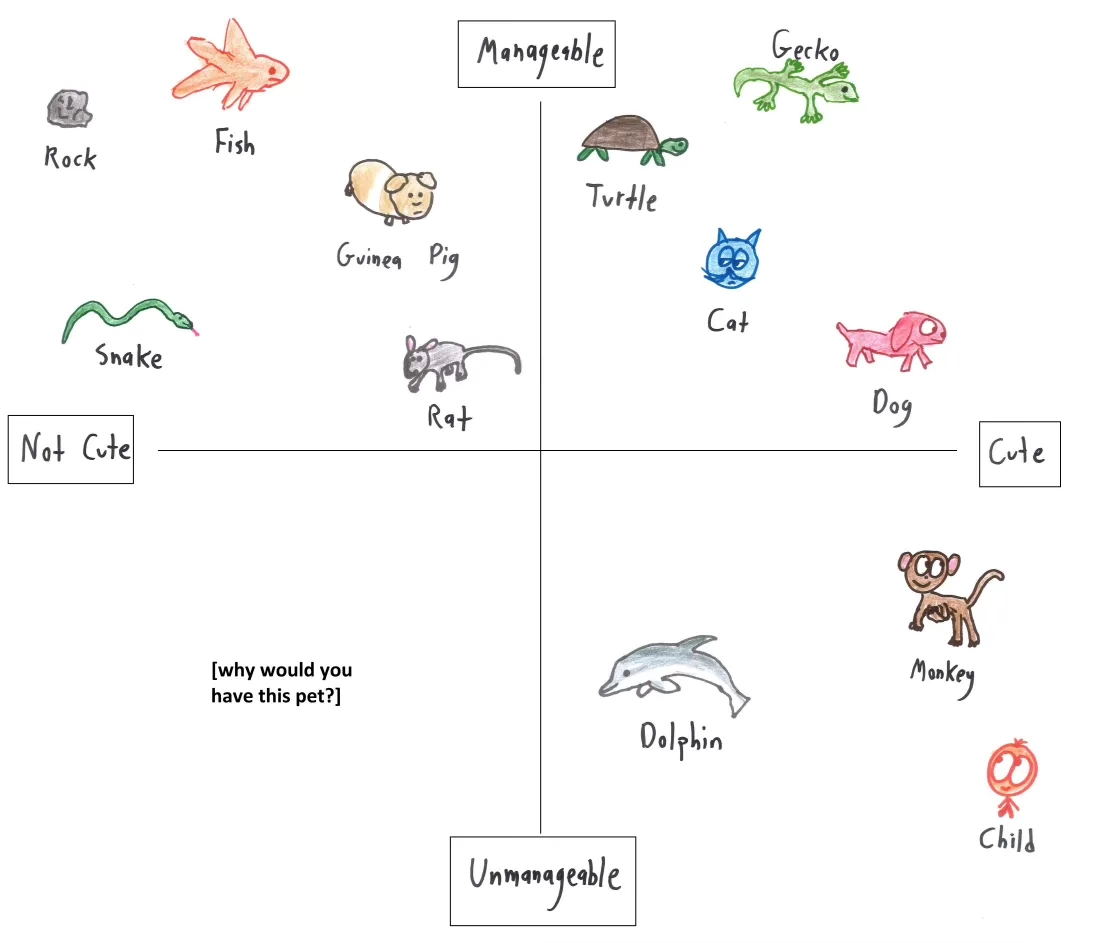 Manageable
Gecko
Rock
Fish
Turtle
Guinea Pig
Cat
Snake
Dog
Rat
Not Cute
Cute
[why would you
have this pet?]
Monkey
Dolphin
Child
Unmanageable